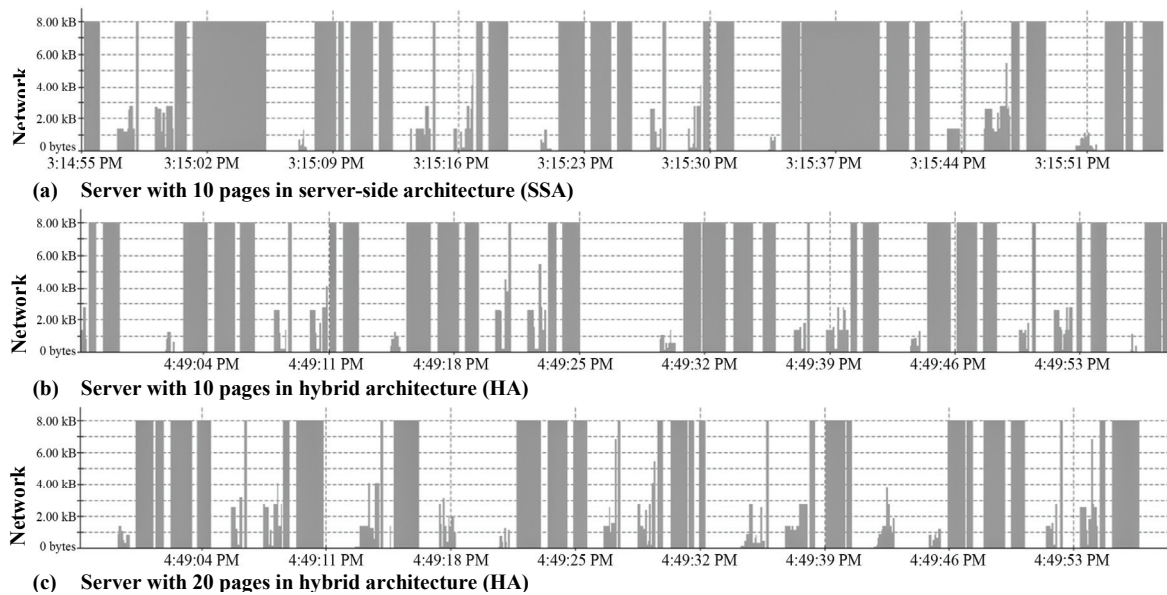 8.00 kB
6.00 kB
4.00 kB
2.00 kB
0 bytes
Network
3:14:55 PM 3:15:02 PM 3:15:09 PM 3:15:16 PM 3:15:23 PM 3:15:30 PM 3:15:37 PM 3:15:44 PM 3:15:51 PM
(a) Server with 10 pages in server-side architecture (SSA)
8.00 kB
6.00 kB
4.00 kB
2.00 kB
0 bytes
Network
4:49:04 PM 4:49:11 PM 4:49:18 PM 4:49:25 PM 4:49:32 PM 4:49:39 PM 4:49:46 PM 4:49:53 PM
(b) Server with 10 pages in hybrid architecture (HA)
8.00 kB
6.00 kB
4.00 kB
2.00 kB
0 bytes
Network
4:49:04 PM 4:49:11 PM 4:49:18 PM 4:49:25 PM 4:49:32 PM 4:49:39 PM 4:49:46 PM 4:49:53 PM
(c) Server with 20 pages in hybrid architecture (HA)